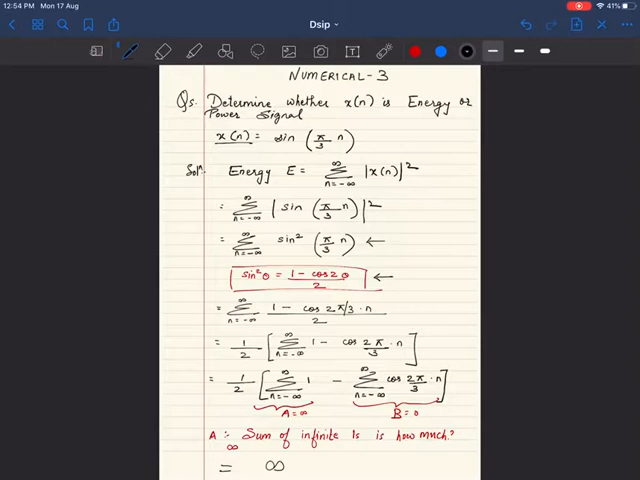 12:54 PM Mon 17 Aug
41%
Dsip
NUMERICAL-3
Qs. Determine whether x(n) is Energy or
Power Signal
x(n) = sin (π/3 n)
Soln. Energy E = ∑_{n=-∞}^{∞} |x(n)|²
= ∑_{n=-∞}^{∞} | sin (π/3 n) |²
= ∑_{n=-∞}^{∞} sin² (π/3 n) ←
sin²θ = 1 - cos2θ / 2 ←
= ∑_{n=-∞}^{∞} 1 - cos 2π/3 · n / 2
= 1/2 [ ∑_{n=-∞}^{∞} 1 - cos 2π/3 · n ]
= 1/2 [ ∑_{n=-∞}^{∞} 1 - ∑_{n=-∞}^{∞} cos 2π/3 · n ]
A=∞ B=0
A ∴ Sum of infinite 1s is how much?
∞
= ∞